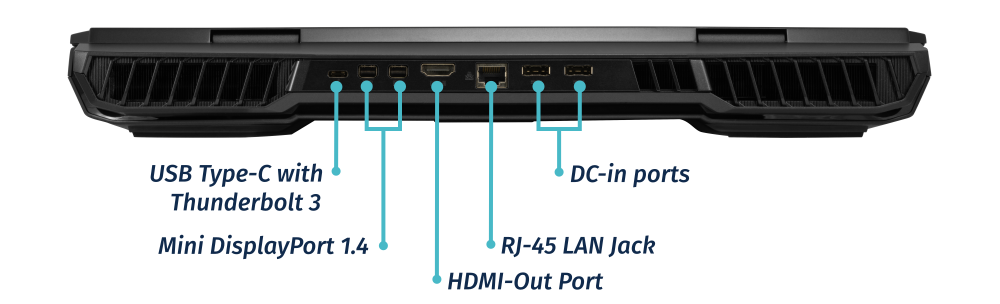 USB Type-C with
Thunderbolt 3
DC-in ports
Mini DisplayPort 1.4
RJ-45 LAN Jack
HDMI-Out Port